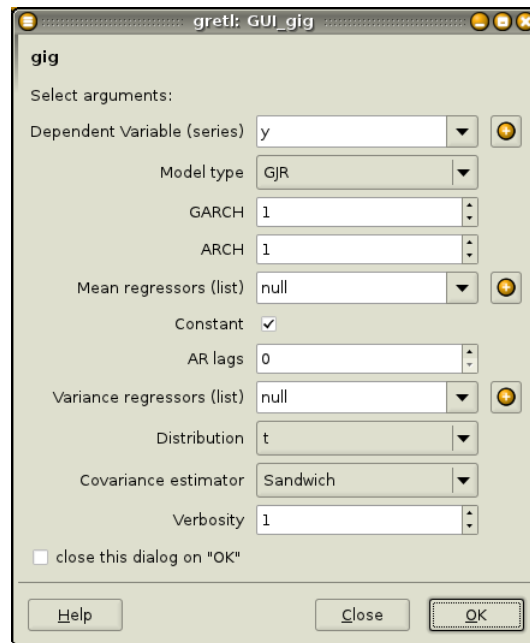 gretl: GUI_gig
gig
Select arguments:
Dependent Variable (series) y
Model type GJR
GARCH 1
ARCH 1
Mean regressors (list) null
Constant
AR lags 0
Variance regressors (list) null
Distribution t
Covariance estimator Sandwich
Verbosity 1
close this dialog on "OK"
Help Close OK